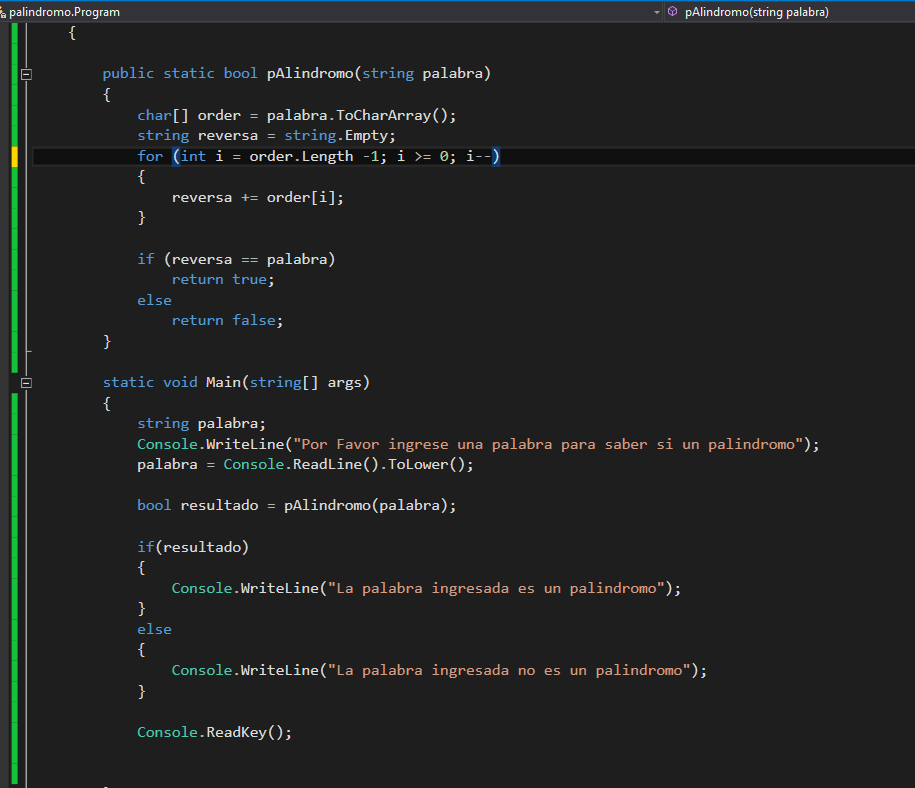 palindromo.Program pAlindromo(string palabra)
{
public static bool pAlindromo(string palabra)
{
char[] order = palabra.ToCharArray();
string reversa = string.Empty;
for (int i = order.Length -1; i >= 0; i--)
{
reversa += order[i];
}
if (reversa == palabra)
return true;
else
return false;
}
static void Main(string[] args)
{
string palabra;
Console.WriteLine("Por Favor ingrese una palabra para saber si un palindromo");
palabra = Console.ReadLine().ToLower();
bool resultado = pAlindromo(palabra);
if(resultado)
{
Console.WriteLine("La palabra ingresada es un palindromo");
}
else
{
Console.WriteLine("La palabra ingresada no es un palindromo");
}
Console.ReadKey();